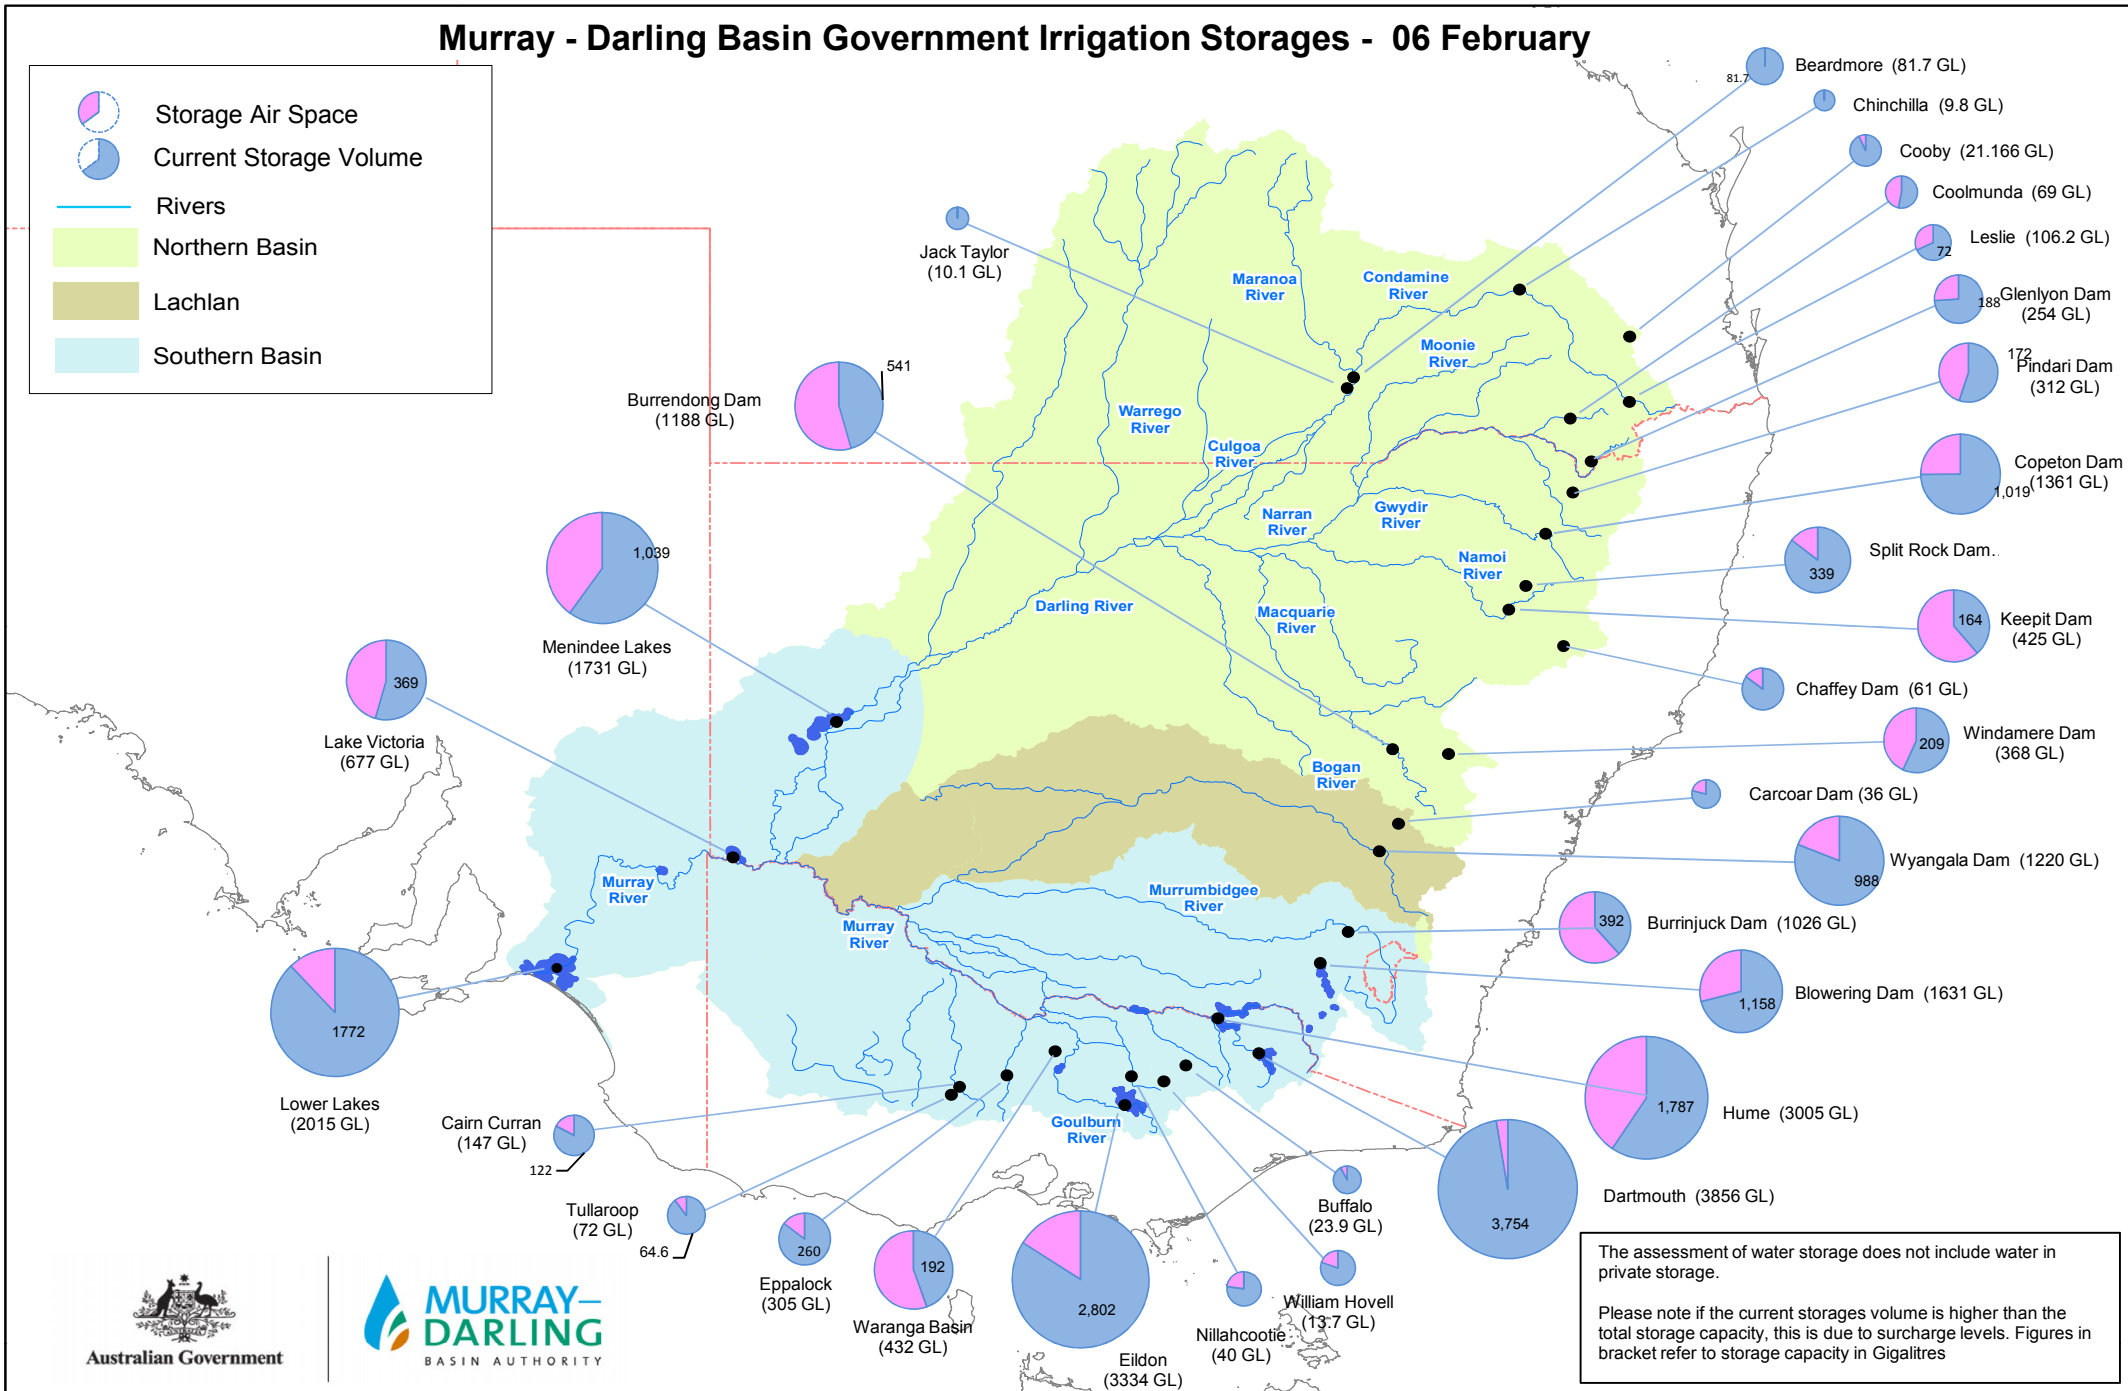 Murray - Darling Basin Government Irrigation Storages - 06 February
Storage Air Space
Current Storage Volume
Rivers
Northern Basin
Lachlan
Southern Basin
81.7
Beardmore (81.7 GL)
Chinchilla (9.8 GL)
Cooby (21.166 GL)
Coolmunda (69 GL)
Leslie (106.2 GL)
72
Glenlyon Dam
(254 GL)
188
172
Pindari Dam
(312 GL)
Copeton Dam
(1361 GL)
1,019
Split Rock Dam..
339
Keepit Dam
(425 GL)
164
Chaffey Dam (61 GL)
Windamere Dam
(368 GL)
209
Carcoar Dam (36 GL)
Wyangala Dam (1220 GL)
988
Burrinjuck Dam (1026 GL)
392
Blowering Dam (1631 GL)
1,158
Hume (3005 GL)
1,787
Dartmouth (3856 GL)
3,754
Jack Taylor
(10.1 GL)
Burrendong Dam
(1188 GL)
541
Menindee Lakes
(1731 GL)
1,039
Lake Victoria
(677 GL)
369
Lower Lakes
(2015 GL)
1772
Cairn Curran
(147 GL)
122
Tullaroop
(72 GL)
64.6
Eppalock
(305 GL)
260
Waranga Basin
(432 GL)
192
Eildon
(3334 GL)
2,802
Nillahcootie
(40 GL)
William Hovell
(13.7 GL)
Buffalo
(23.9 GL)
Maranoa
River
Condamine
River
Moonie
River
Warrego
River
Culgoa
River
Narran
River
Gwydir
River
Namoi
River
Darling River
Macquarie
River
Bogan
River
Murray
River
Murray
River
Murrumbidgee
River
Goulburn
River
Australian Government
MURRAY–
DARLING
BASIN AUTHORITY
The assessment of water storage does not include water in
private storage.
Please note if the current storages volume is higher than the
total storage capacity, this is due to surcharge levels. Figures in
bracket refer to storage capacity in Gigalitres